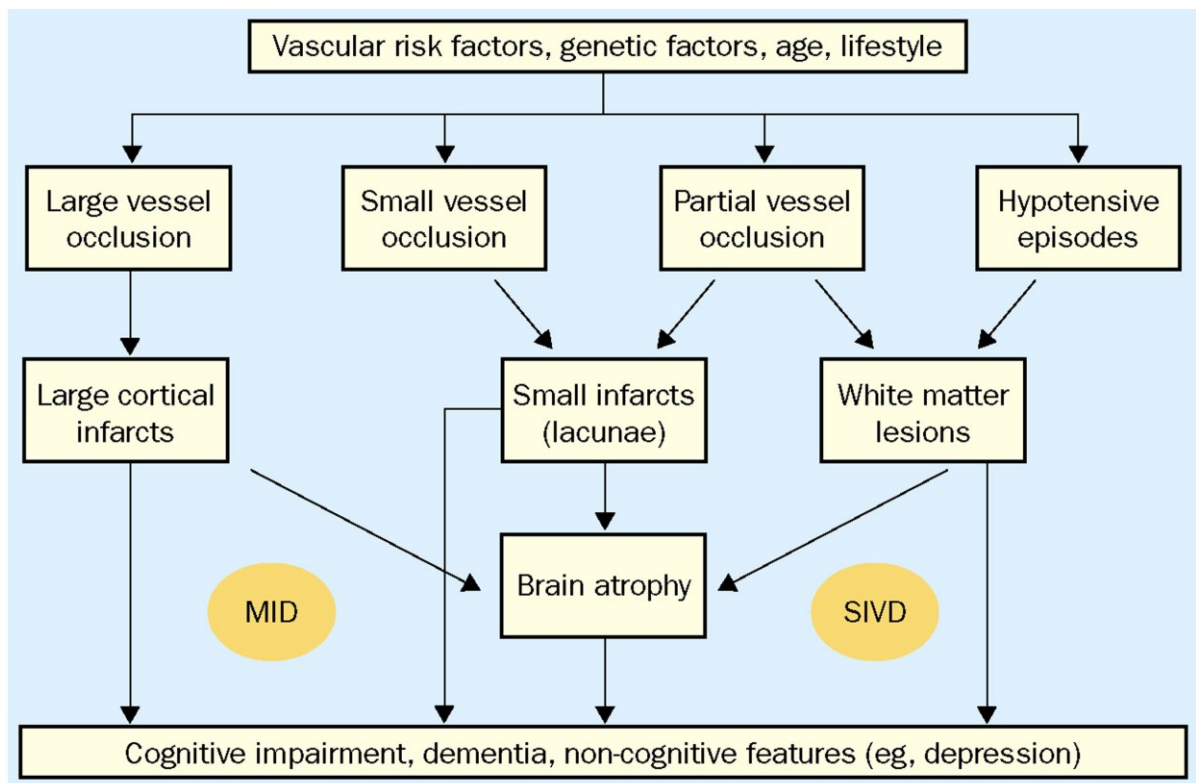 Vascular risk factors, genetic factors, age, lifestyle
Large vessel
occlusion
Small vessel
occlusion
Partial vessel
occlusion
Hypotensive
episodes
Large cortical
infarcts
Small infarcts
(lacunae)
White matter
lesions
Brain atrophy
MID
SIVD
Cognitive impairment, dementia, non-cognitive features (eg, depression)